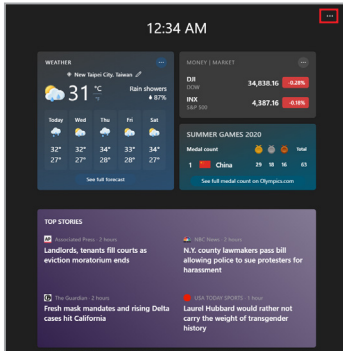 12:34 AM
WEATHER
New Taipri City, Taiwan
31 °C
Rain showers
87%
Today Wed Thu Fri Sat
32° 32° 34° 33° 34°
27° 27° 28° 28° 27°
See full forecast
MONEY | MARKET
DJI
DOW
34,838.16 -0.28%
INX
S&P 500
4,387.16 -0.18%
SUMMER GAMES 2020
Medal count Total
1 China 29 18 16 63
See full medal count on Olympics.com
TOP STORIES
Associated Press · 2 hours
Landlords, tenants fill courts as
eviction moratorium ends
NBC News · 2 hours
N.Y. county lawmakers pass bill
allowing police to sue protesters for
harassment
The Guardian · 2 hours
Fresh mask mandates and rising Delta
cases hit California
USA TODAY SPORTS · 1 hour
Laurel Hubbard would rather not
carry the weight of transgender
history